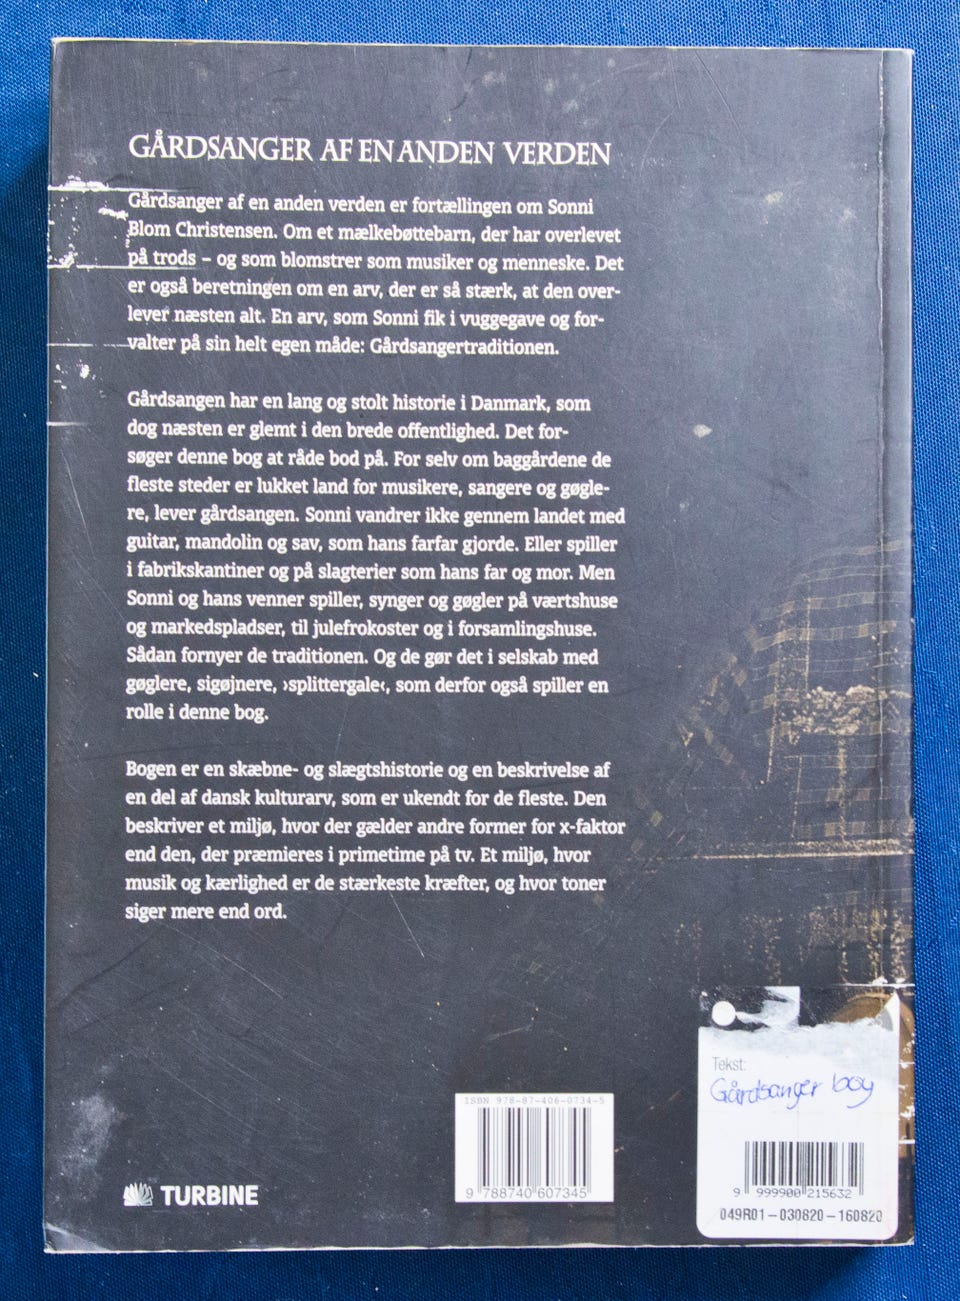 GÅRDSANGER AF EN ANDEN VERDEN
Gårdsanger af en anden verden er fortællingen om Sonni
Blom Christensen. Om et mælkebøttebarn, der har overlevet
på trods – og som blomstrer som musiker og menneske. Det
er også beretningen om en arv, der er så stærk, at den over-
lever næsten alt. En arv, som Sonni fik i vuggegave og for-
valter på sin helt egen måde: Gårdsangertraditionen.
Gårdsangen har en lang og stolt historie i Danmark, som
dog næsten er glemt i den brede offentlighed. Det for-
søger denne bog at råde bod på. For selv om baggårdene de
fleste steder er lukket land for musikere, sangere og gøgle-
re, lever gårdsangen. Sonni vandrer ikke gennem landet med
guitar, mandolin og sav, som hans farfar gjorde. Eller spiller
i fabrikskantiner og på slagterier som hans far og mor. Men
Sonni og hans venner spiller, synger og gøgler på værtshuse
og markedspladser, til julefrokoster og i forsamlingshuse.
Sådan fornyer de traditionen. Og de gør det i selskab med
gøglere, sigøjnere, ›splittergale‹, som derfor også spiller en
rolle i denne bog.
Bogen er en skæbne- og slægtshistorie og en beskrivelse af
en del af dansk kulturarv, som er ukendt for de fleste. Den
beskriver et miljø, hvor der gælder andre former for x-faktor
end den, der præmieres i primetime på tv. Et miljø, hvor
musik og kærlighed er de stærkeste kræfter, og hvor toner
siger mere end ord.
Tekst:
Gårdsanger bog
ISBN 978-87-406-0734-5
9 788740 607345
9 999900 215632
049R01-030820-160820
TURBINE